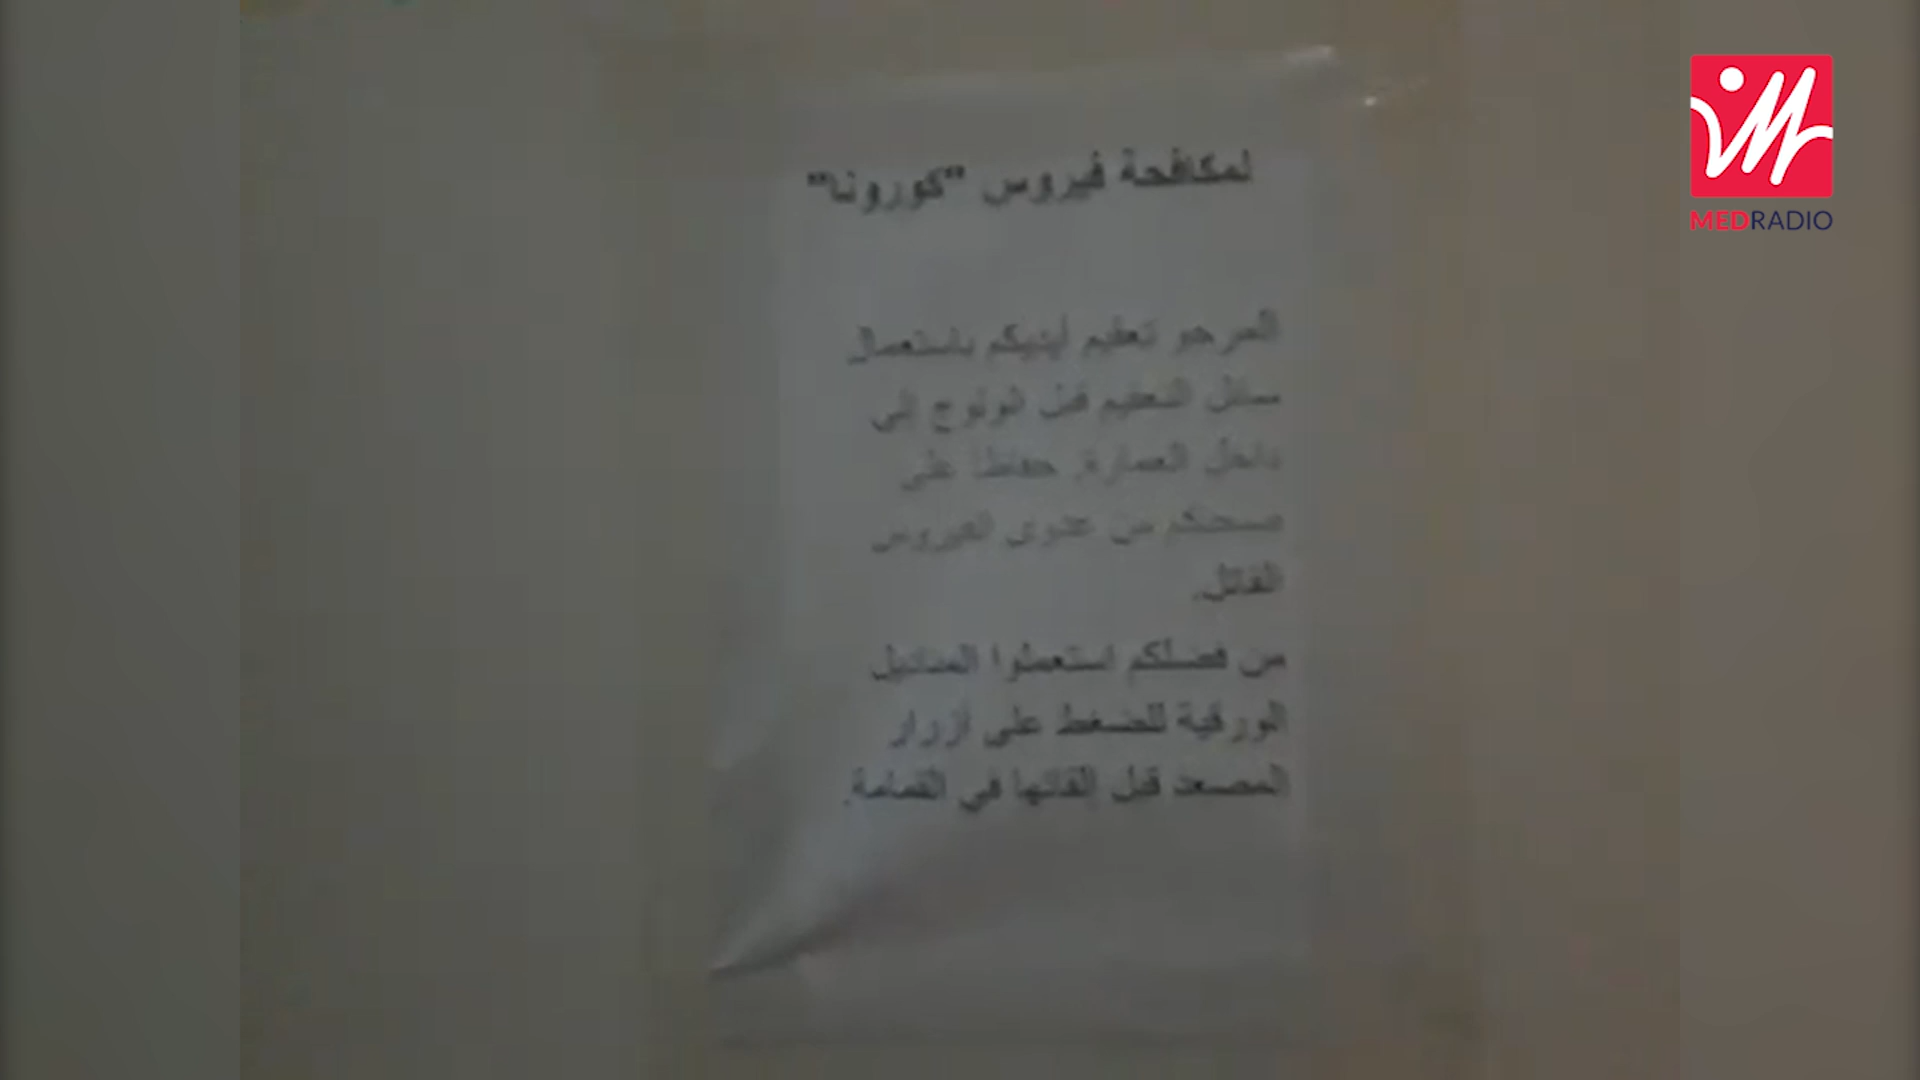 لمكافحة فيروس "كورونا"
المرجو تعقيم أيديكم باستعمال
سائل التعقيم قبل الولوج إلى
داخل العمارة, حفاظا على
صحتكم من عدوى الفيروس
القاتل.
من فضلكم استعملوا المناديل
الورقية للضغط على أزرار
المصعد قبل القائها في القمامة.
MEDRADIO